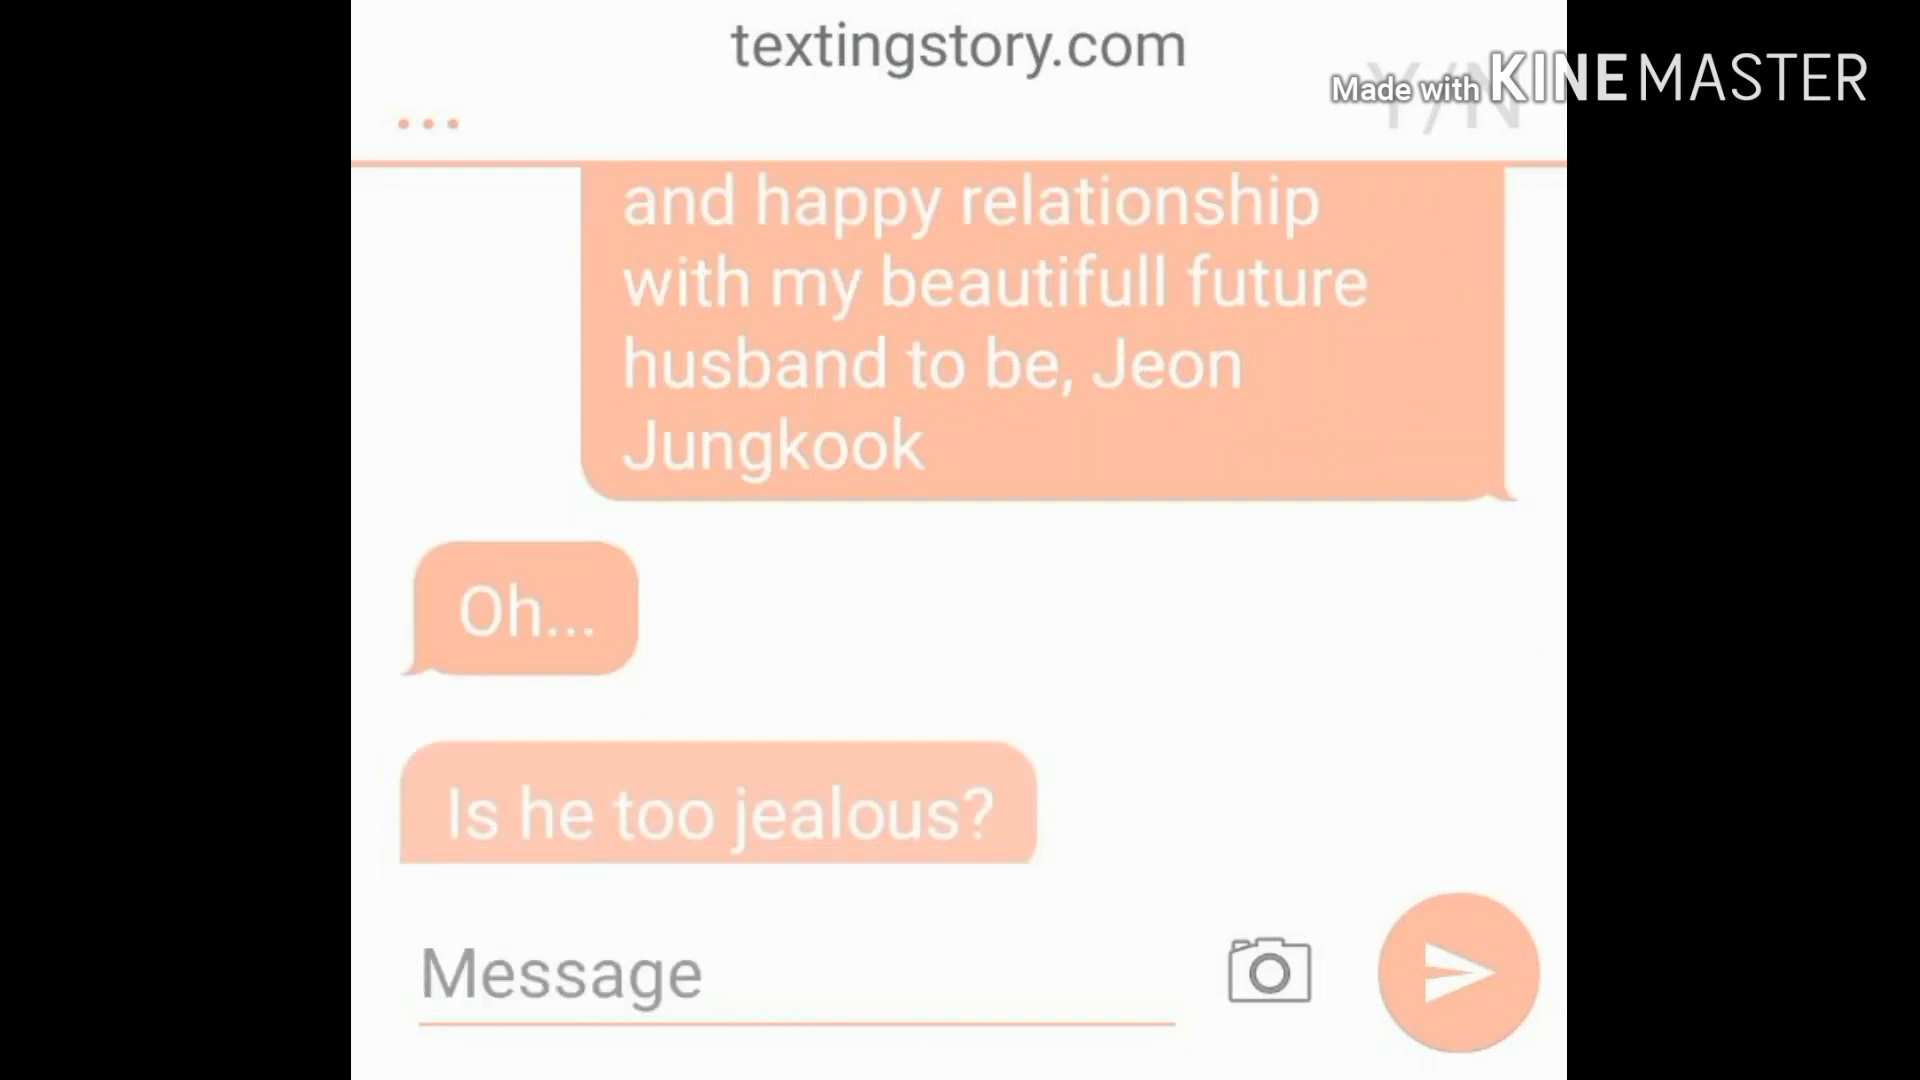 textingstory.com
Made with KINEMASTER
...
Y/N
and happy relationship
with my beautifull future
husband to be, Jeon
Jungkook
Oh...
Is he too jealous?
Message